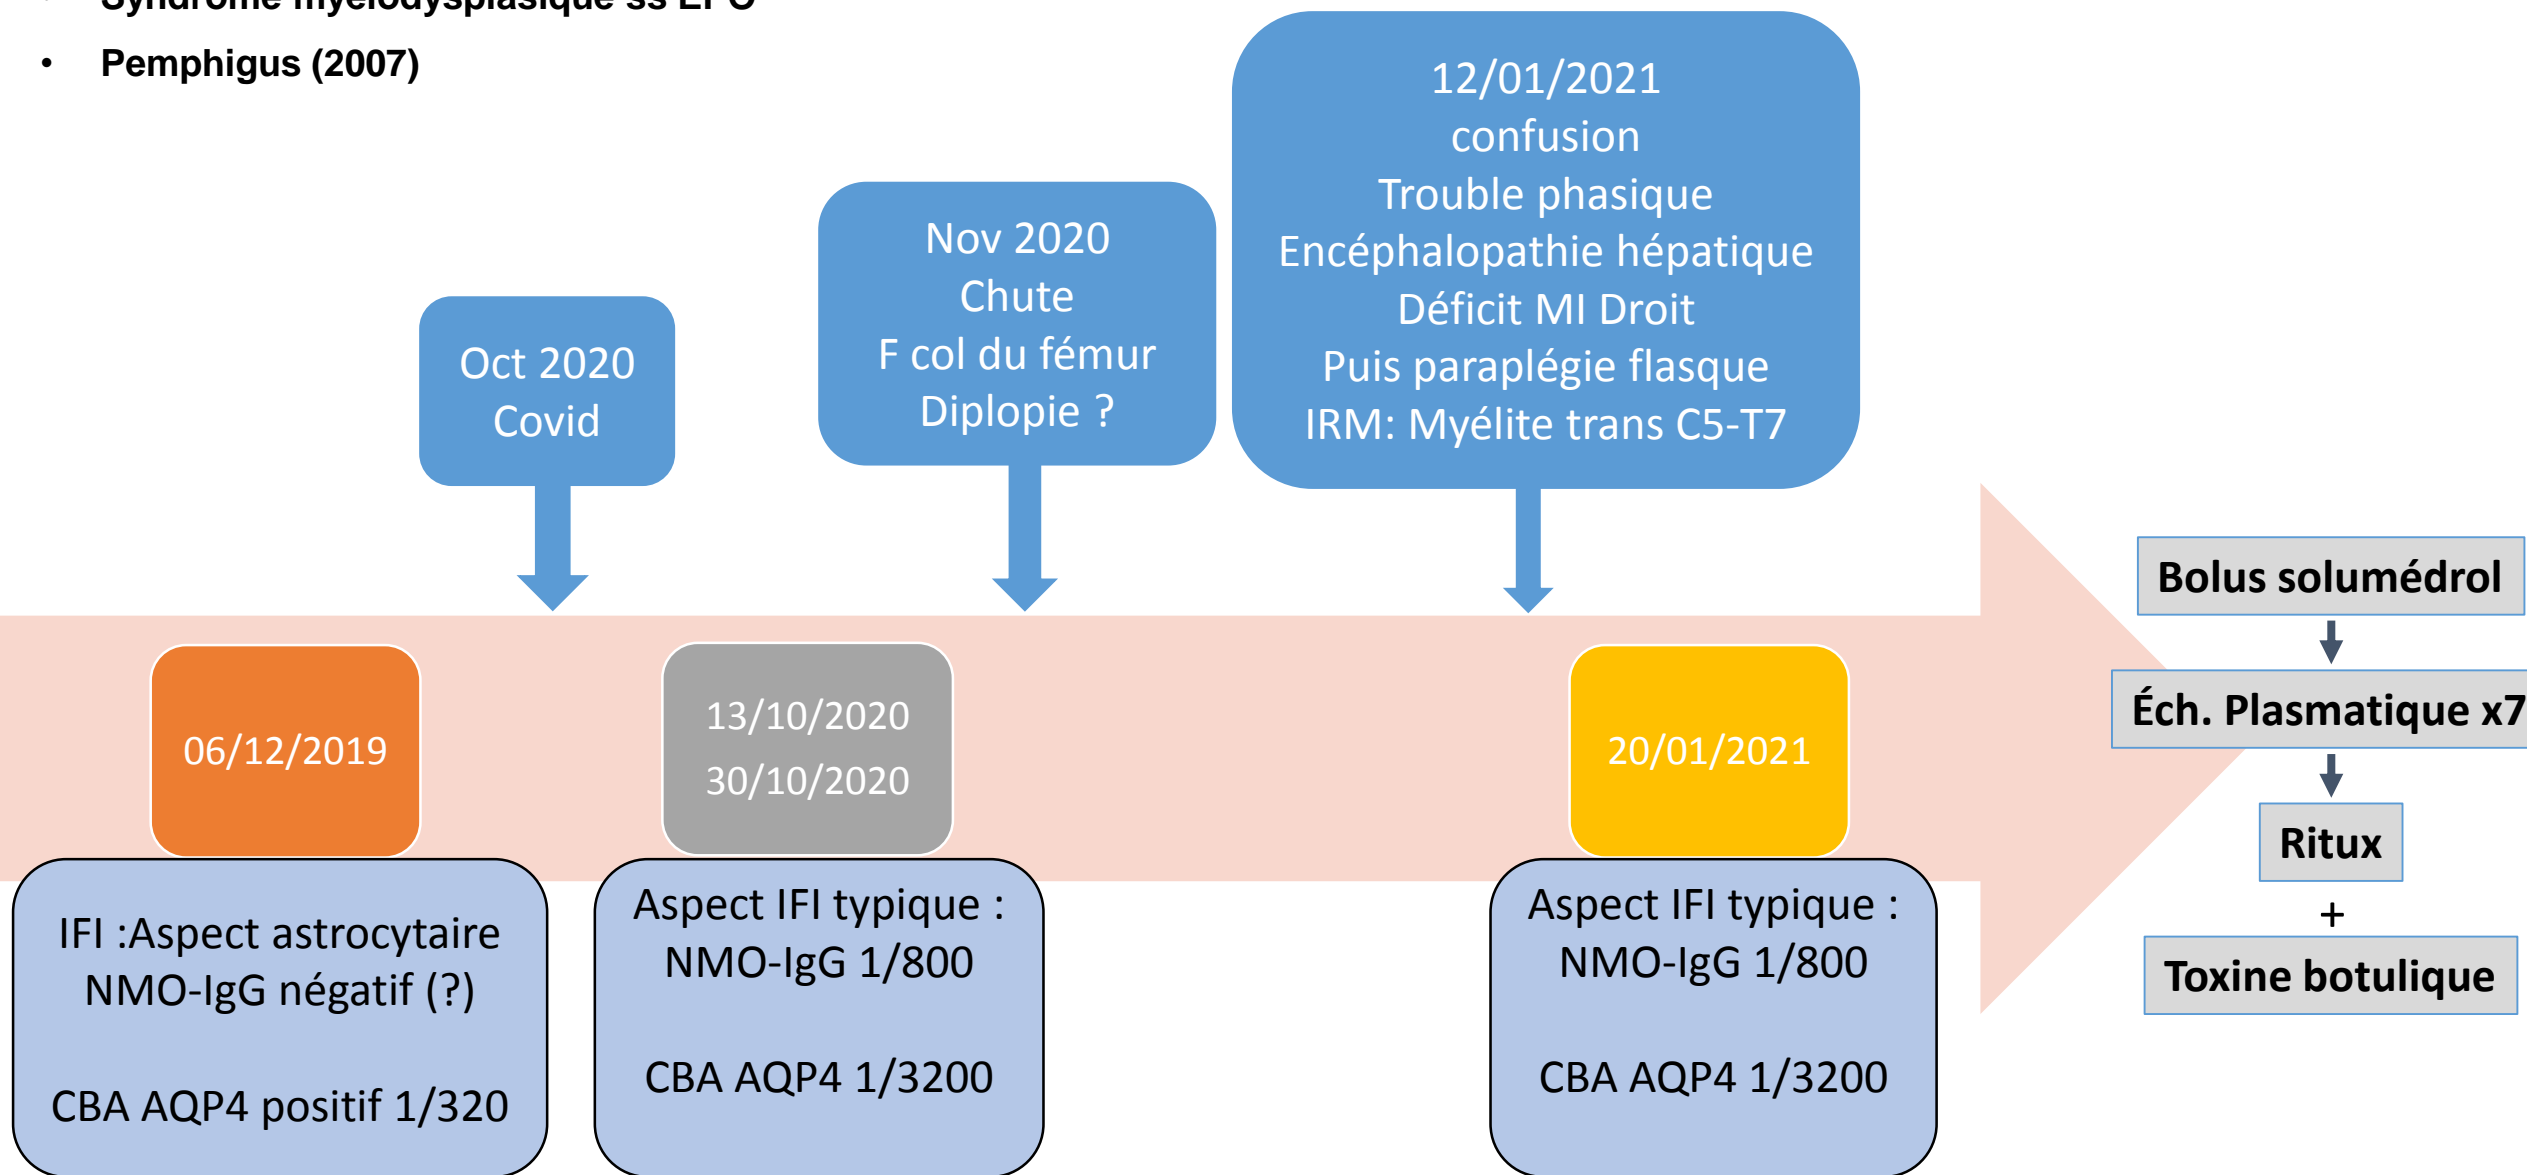 Syndrome myélodysplasique ss EPO
• Pemphigus (2007)
Oct 2020
Covid
Nov 2020
Chute
F col du fémur
Diplopie ?
12/01/2021
confusion
Trouble phasique
Encéphalopathie hépatique
Déficit MI Droit
Puis paraplégie flasque
IRM: Myélite trans C5-T7
06/12/2019
13/10/2020
30/10/2020
20/01/2021
IFI :Aspect astrocytaire
NMO-IgG négatif (?)
CBA AQP4 positif 1/320
Aspect IFI typique :
NMO-IgG 1/800
CBA AQP4 1/3200
Aspect IFI typique :
NMO-IgG 1/800
CBA AQP4 1/3200
Bolus solumédrol
Éch. Plasmatique x7
Ritux
+
Toxine botulique